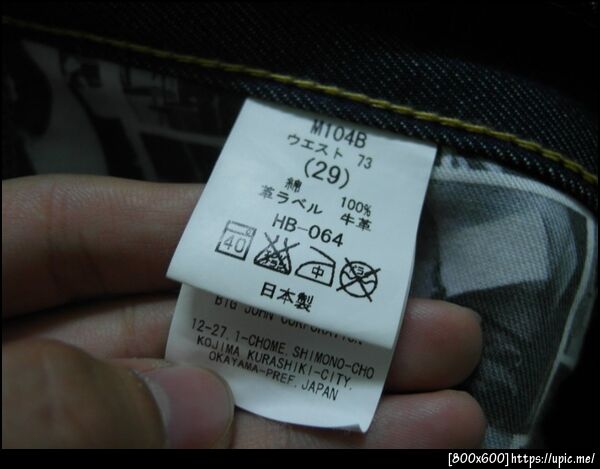 M104B
ウエスト 73
(29)
綿 100%
革ラベル 牛革
HB-064
40 中
日本製
BIG JOHN CORPORATION
12-27. 1-CHOME. SHIMONO-CHO
KOJIMA KURASHIKI-CITY.
OKAYAMA-PREF. JAPAN
[800x600]https://upic.me/